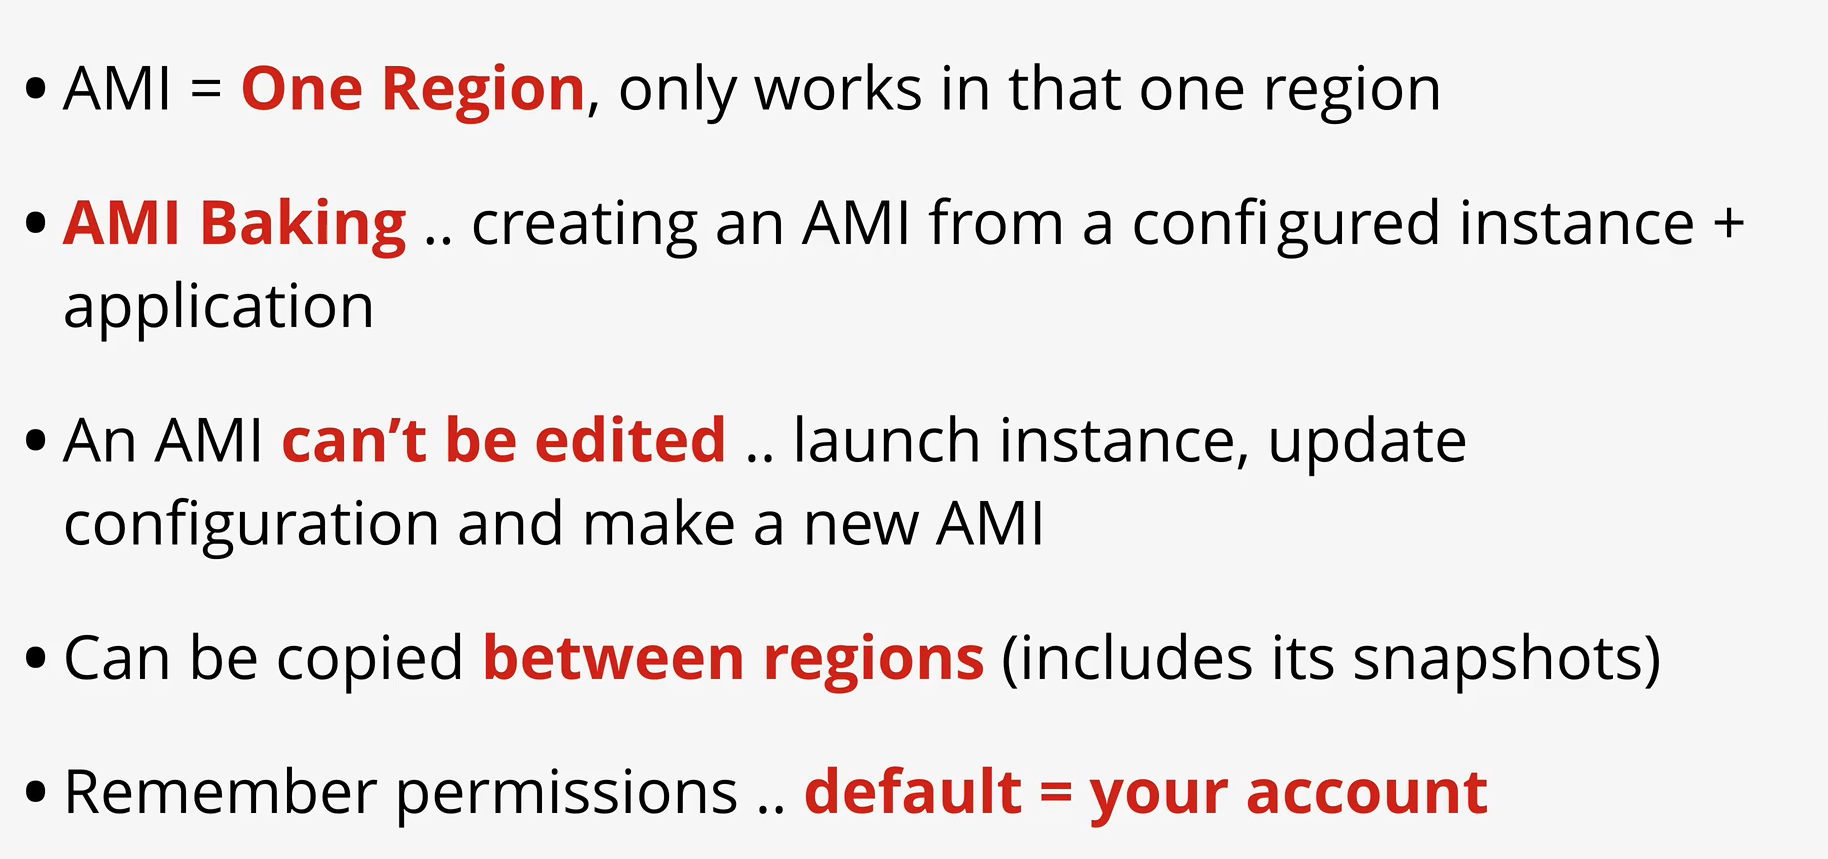 • AMI = One Region, only works in that one region
• AMI Baking .. creating an AMI from a configured instance +
application
• An AMI can’t be edited .. launch instance, update
configuration and make a new AMI
• Can be copied between regions (includes its snapshots)
• Remember permissions .. default = your account